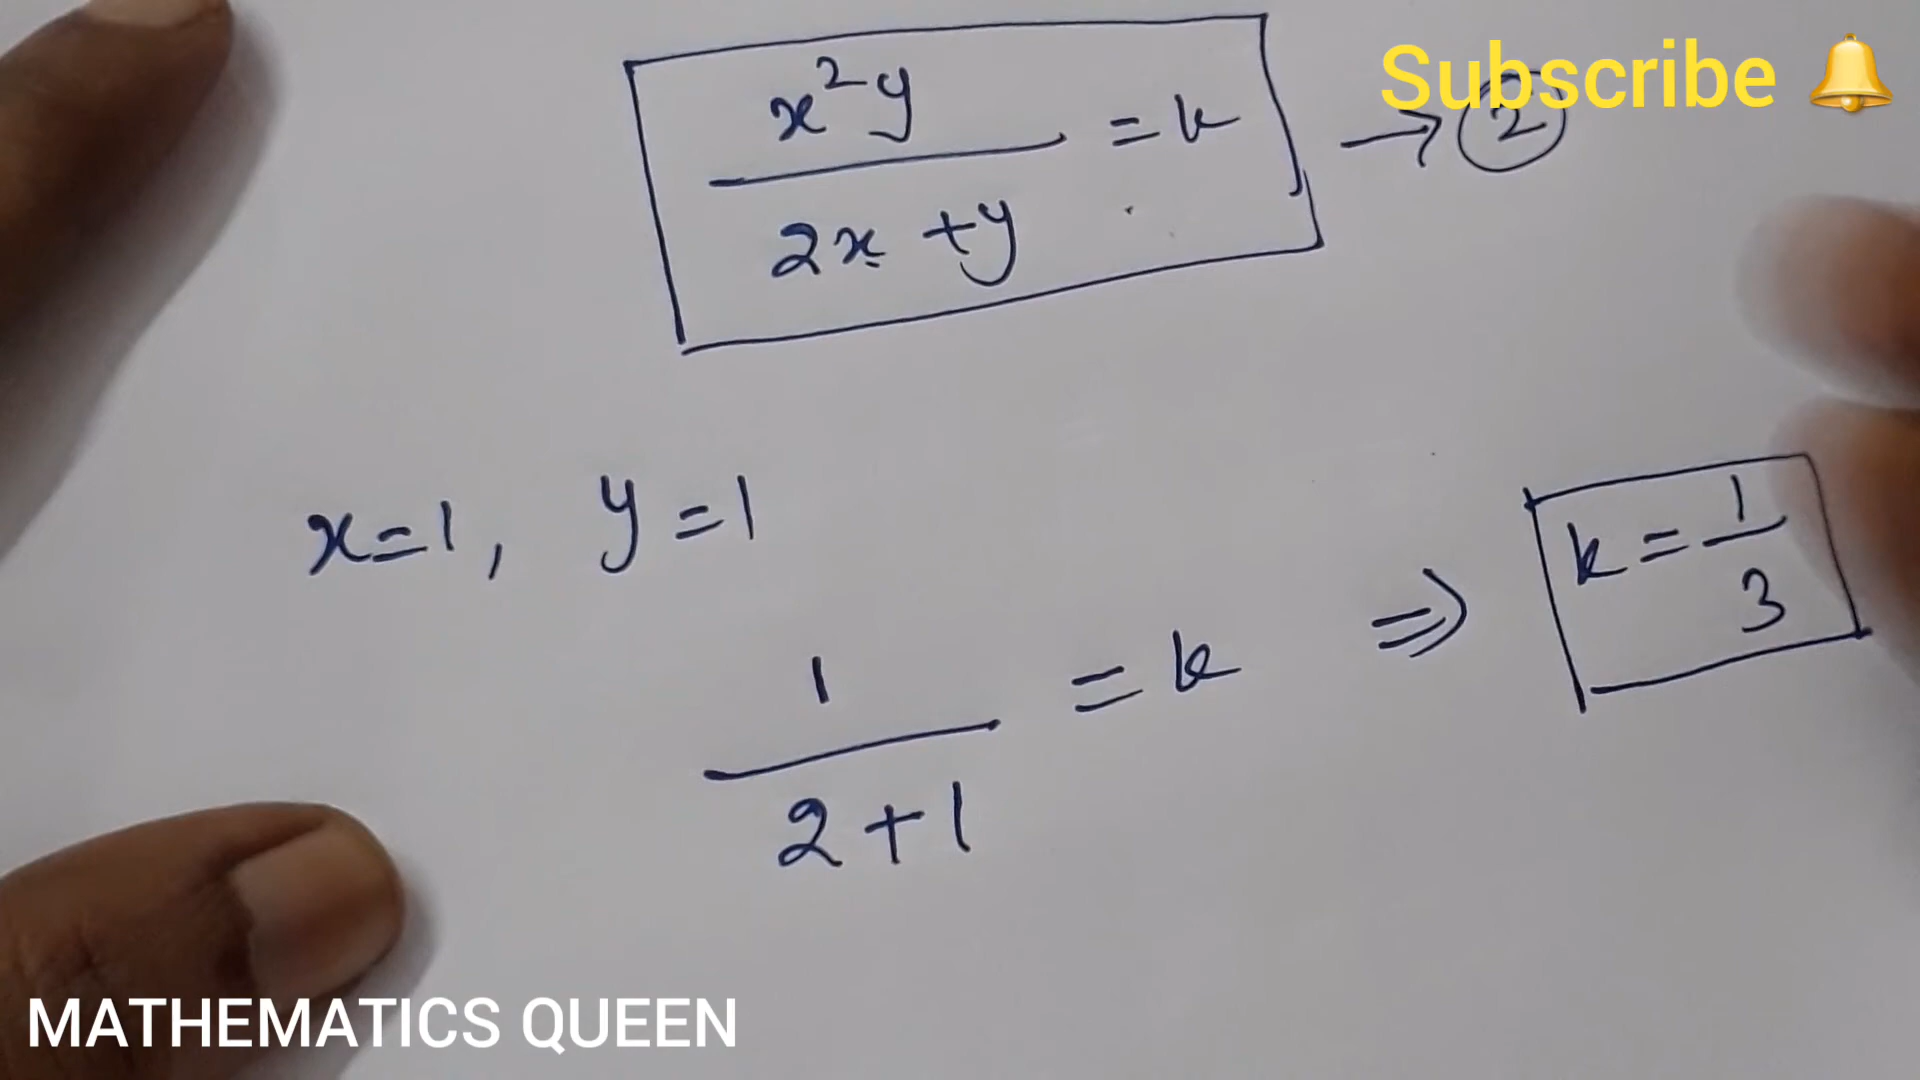 Subscribe 🔔
x²y / 2x + y = k → ②
x = 1, y = 1
1 / 2 + 1 = k ⇒ k = 1/3
MATHEMATICS QUEEN